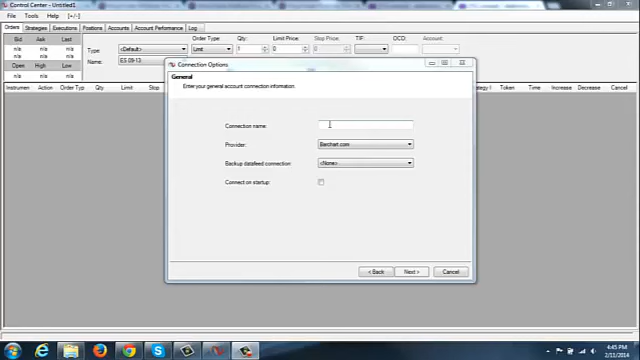 Control Center - Untitled1
File Tools Help [+/-]
Orders Strategies Executions Positions Accounts Account Performance Log
Bid Ask Last
n/a n/a n/a
n/a n/a n/a
Open High Low
n/a n/a n/a
Type <Default>
Name: ES 09-13
Order Type Qty: Limit Price: Stop Price: TIF: OCO: Account:
Limit 1 0 0
Instrumen Action Order Typ Qty Limit Stop
Token Time Increase Decrease Cancel
Connection Options
General
Enter your general account connection information.
Connection name:
Provider: Barchart.com
Backup datafeed connection: <None>
Connect on startup:
< Back Next > Cancel
4:45 PM
2/11/2014